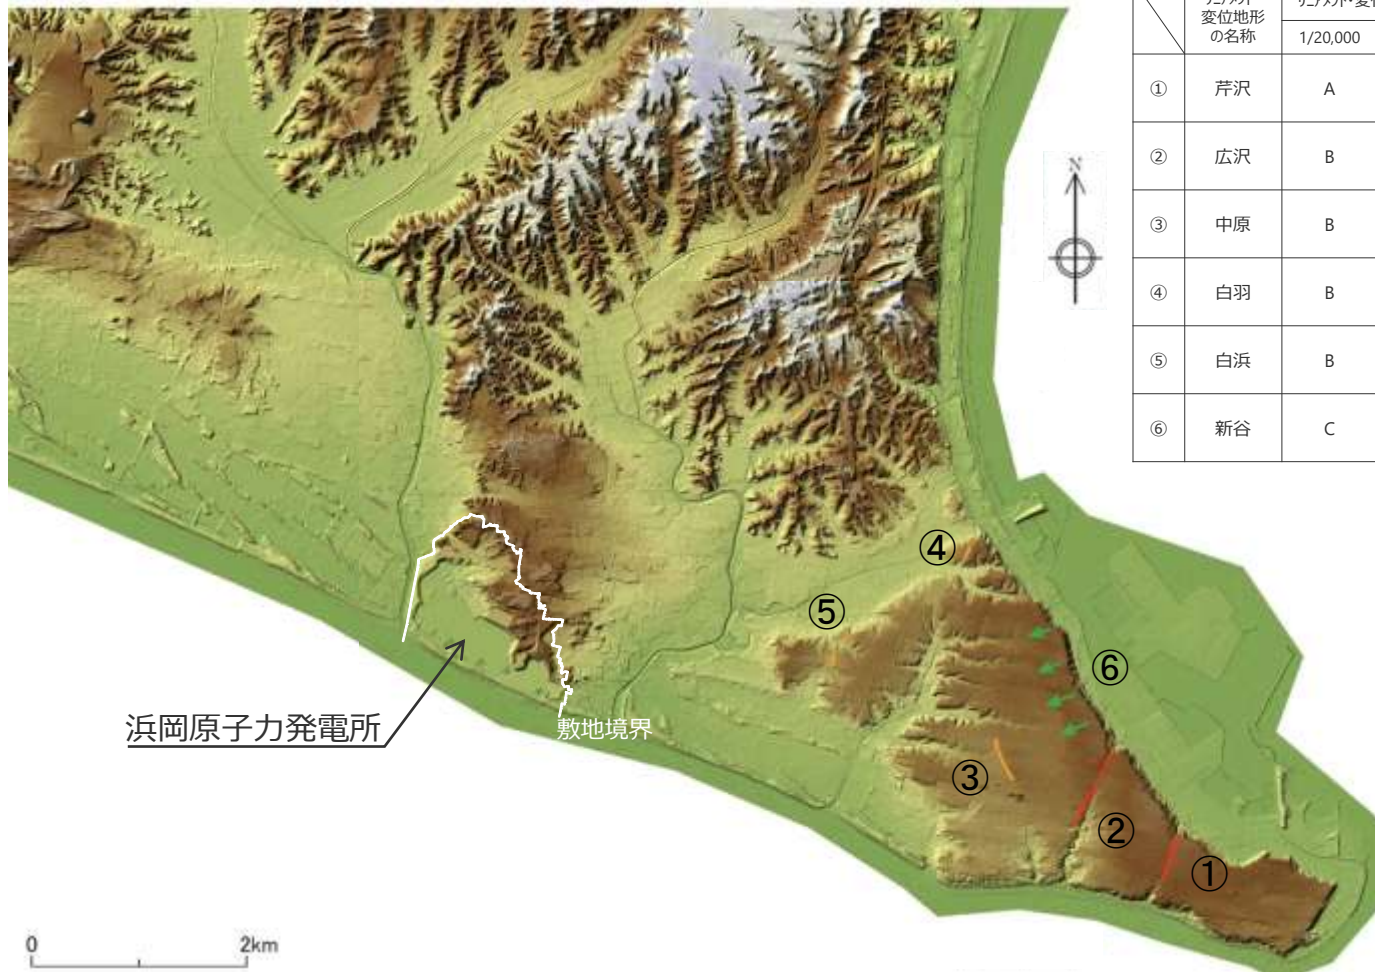 変位地形
の名称
1/20,000
① 芹沢 A
② 広沢 B
③ 中原 B
④ 白羽 B
⑤ 白浜 B
⑥ 新谷 C
N
④
⑤
⑥
浜岡原子力発電所
敷地境界
③
②
①
0 2km